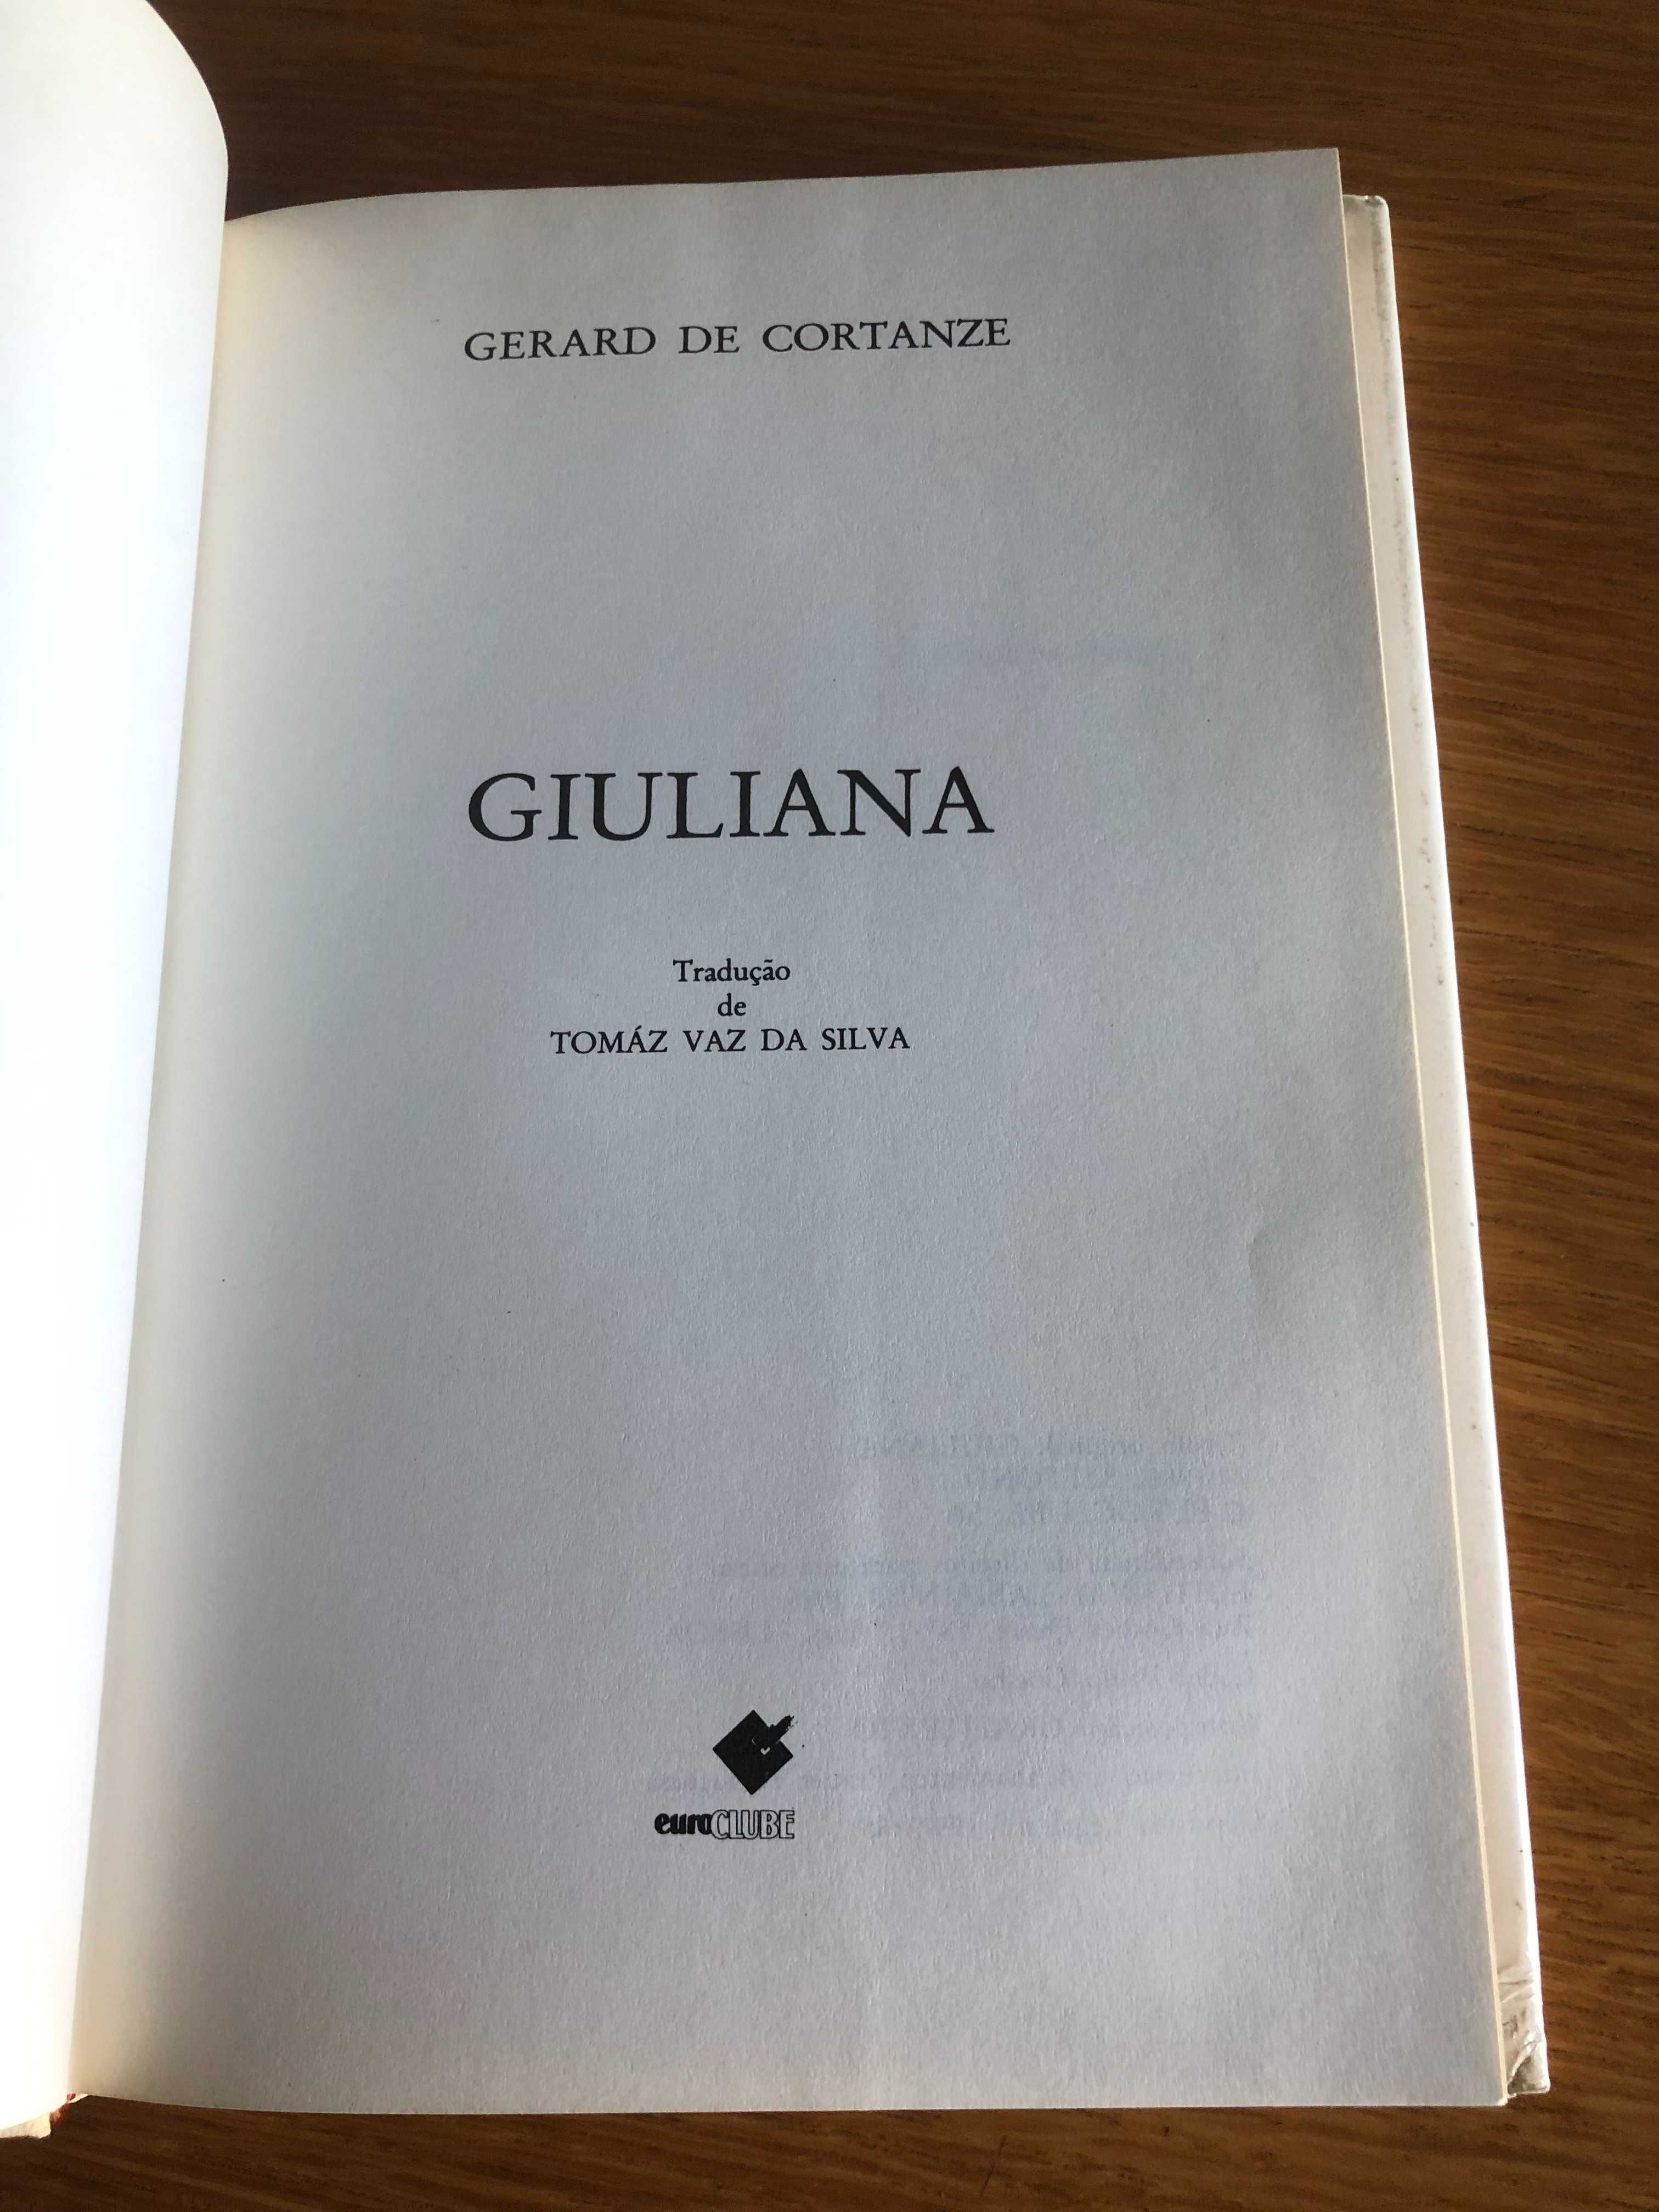 GERARD DE CORTANZE
GIULIANA
Tradução
de
TOMÁZ VAZ DA SILVA
euroCLUBE